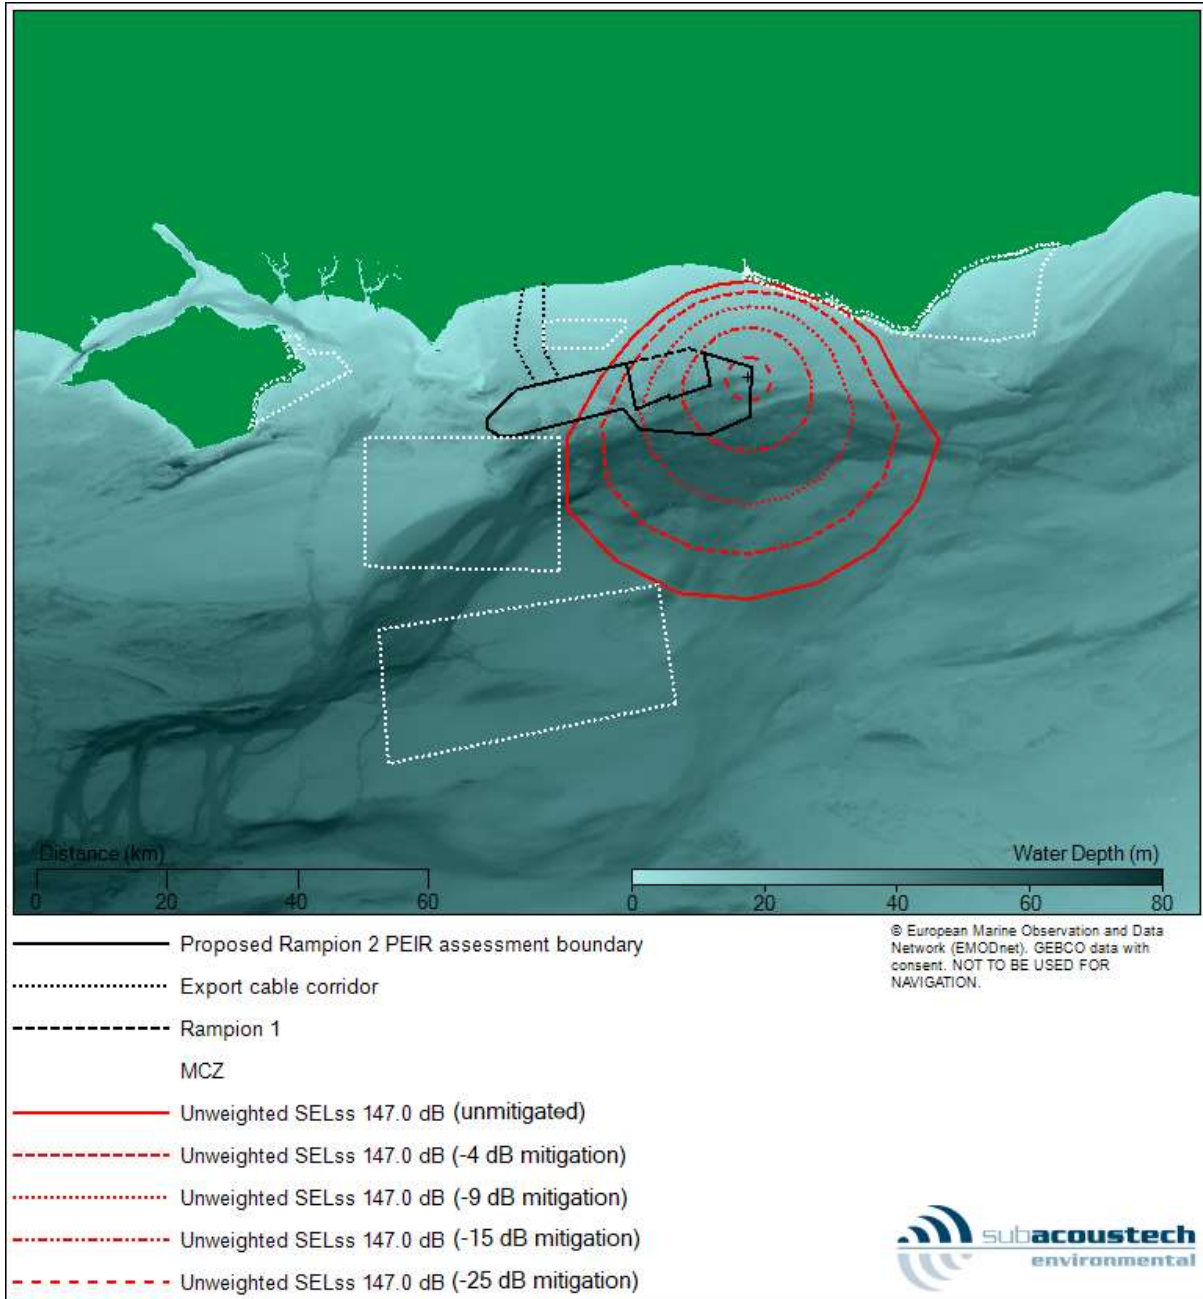 Distance (km)
0 20 40 60
Water Depth (m)
0 20 40 60 80
Proposed Rampion 2 PEIR assessment boundary
Export cable corridor
Rampion 1
MCZ
Unweighted SELss 147.0 dB (unmitigated)
Unweighted SELss 147.0 dB (-4 dB mitigation)
Unweighted SELss 147.0 dB (-9 dB mitigation)
Unweighted SELss 147.0 dB (-15 dB mitigation)
Unweighted SELss 147.0 dB (-25 dB mitigation)
© European Marine Observation and Data
Network (EMODnet). GEBCO data with
consent. NOT TO BE USED FOR
NAVIGATION.
subacoustech
environmental